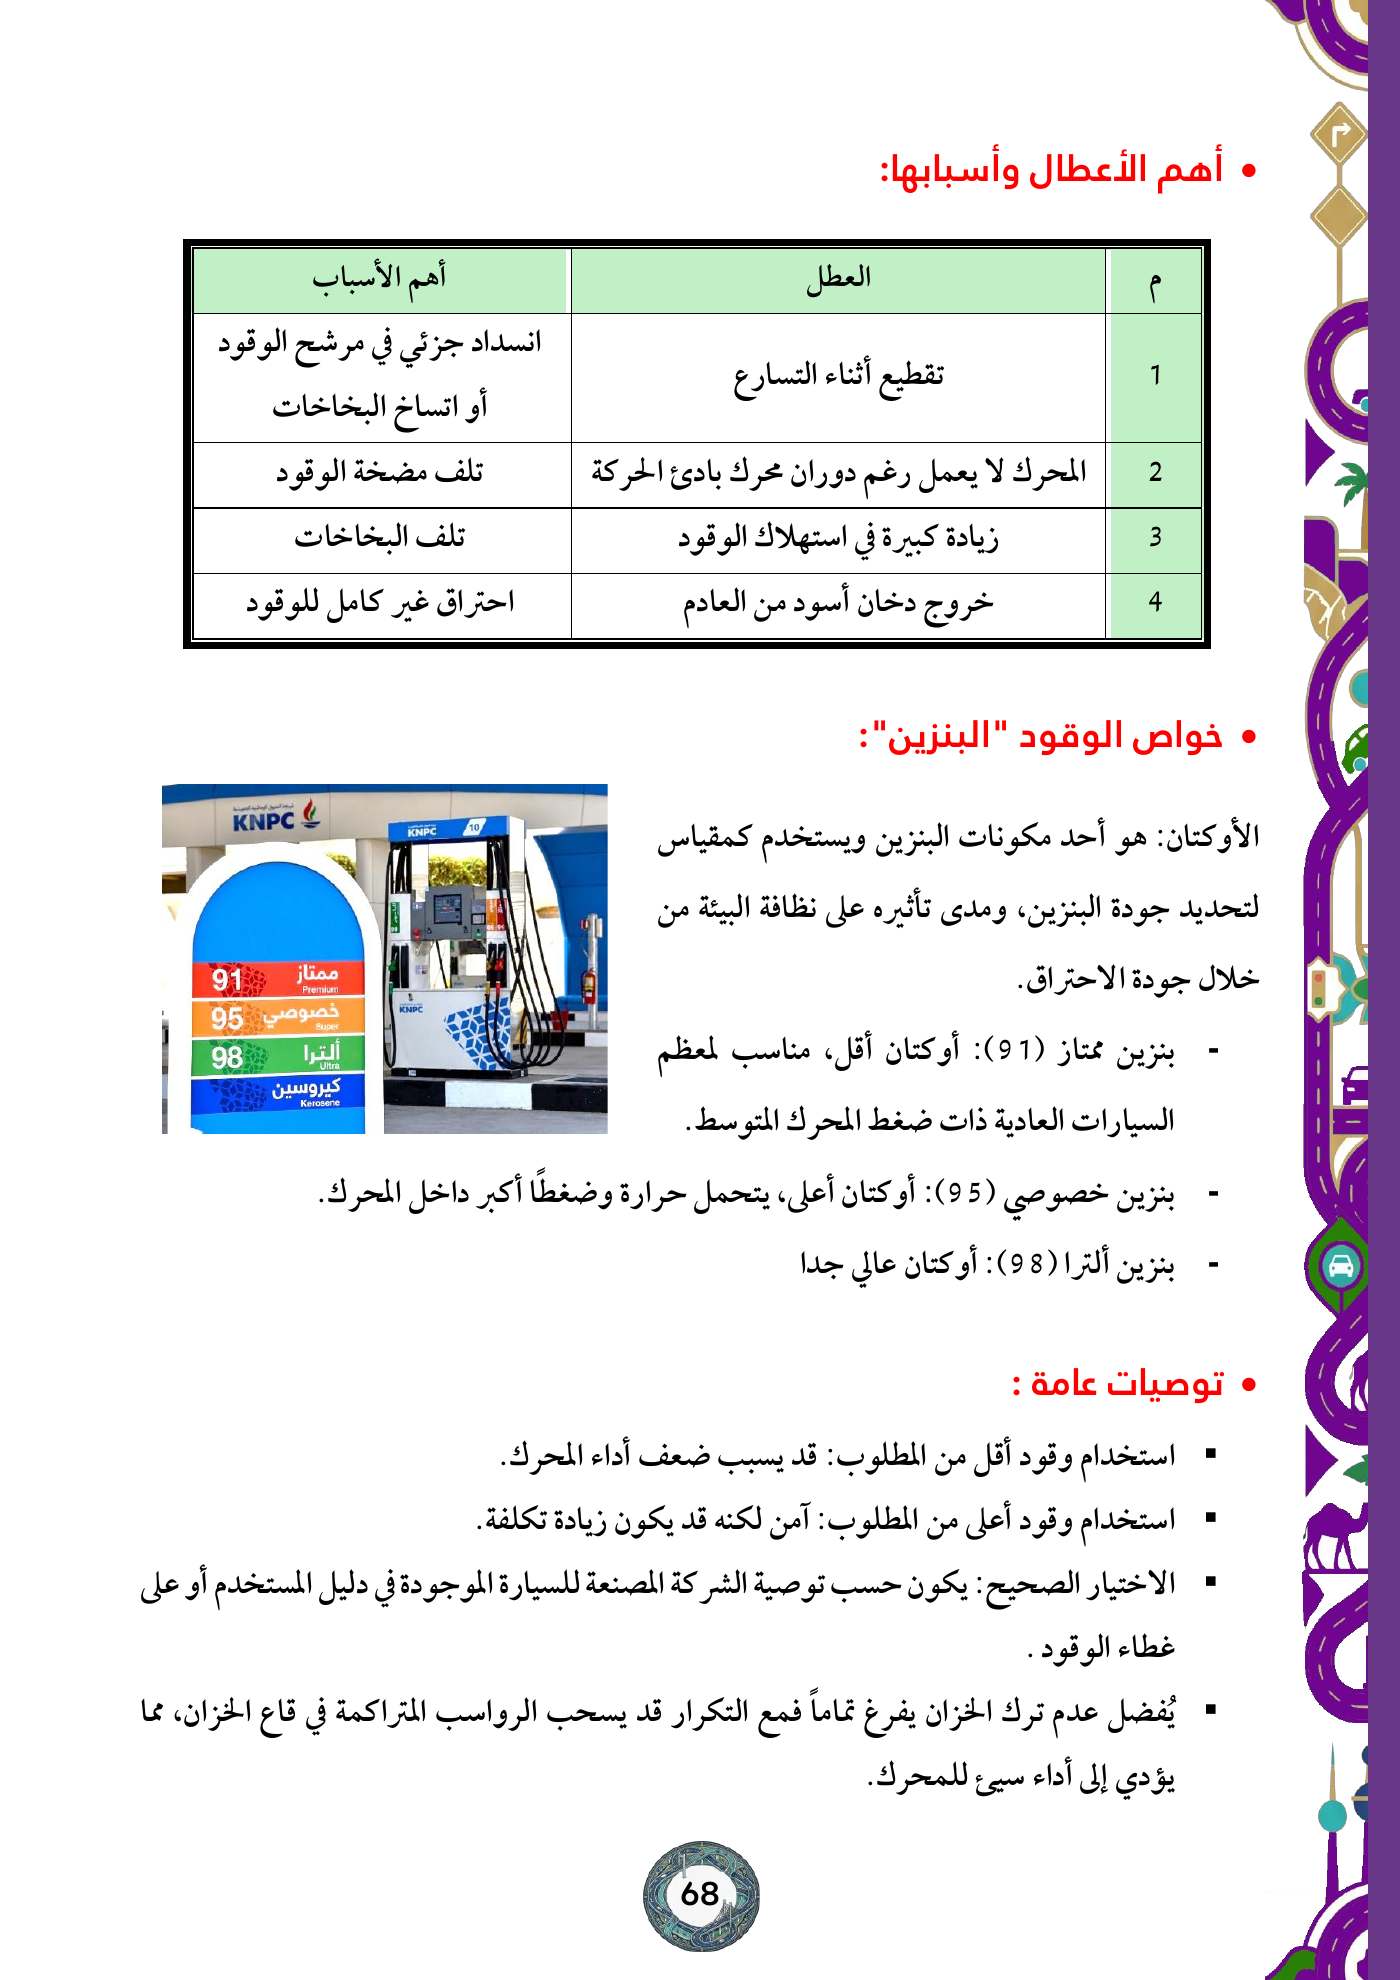 • أهم الأعطال وأسبابها:
م العطل أهم الأسباب
1 تقطيع أثناء التسارع انسداد جزئي في مرشح الوقود
أو اتساخ البخاخات
2 المحرك لا يعمل رغم دوران محرك بادئ الحركة تلف مضخة الوقود
3 زيادة كبيرة في استهلاك الوقود تلف البخاخات
4 خروج دخان أسود من العادم احتراق غير كامل للوقود
• خواص الوقود "البنزين":
الأوكتان: هو أحد مكونات البنزين ويستخدم كمقياس
لتحديد جودة البنزين، ومدى تأثيره على نظافة البيئة من
خلال جودة الاحتراق.
- بنزين ممتاز (91): أوكتان أقل، مناسب لمعظم
السيارات العادية ذات ضغط المحرك المتوسط.
KNPC
KNPC 10
KNPC
ممتاز 91
Premium
خصوصي 95
Super
ألترا 98
Ultra
كيروسين
Kerosene
- بنزين خصوصي (95): أوكتان أعلى، يتحمل حرارة وضغطًا أكبر داخل المحرك.
- بنزين ألترا (98): أوكتان عالي جدا
• توصيات عامة :
▪ استخدام وقود أقل من المطلوب: قد يسبب ضعف أداء المحرك.
▪ استخدام وقود أعلى من المطلوب: آمن لكنه قد يكون زيادة تكلفة.
▪ الاختيار الصحيح: يكون حسب توصية الشركة المصنعة للسيارة الموجودة في دليل المستخدم أو على
غطاء الوقود .
▪ يُفضل عدم ترك الخزان يفرغ تماماً فمع التكرار قد يسحب الرواسب المتراكمة في قاع الخزان، مما
يؤدي إلى أداء سيئ للمحرك.
68